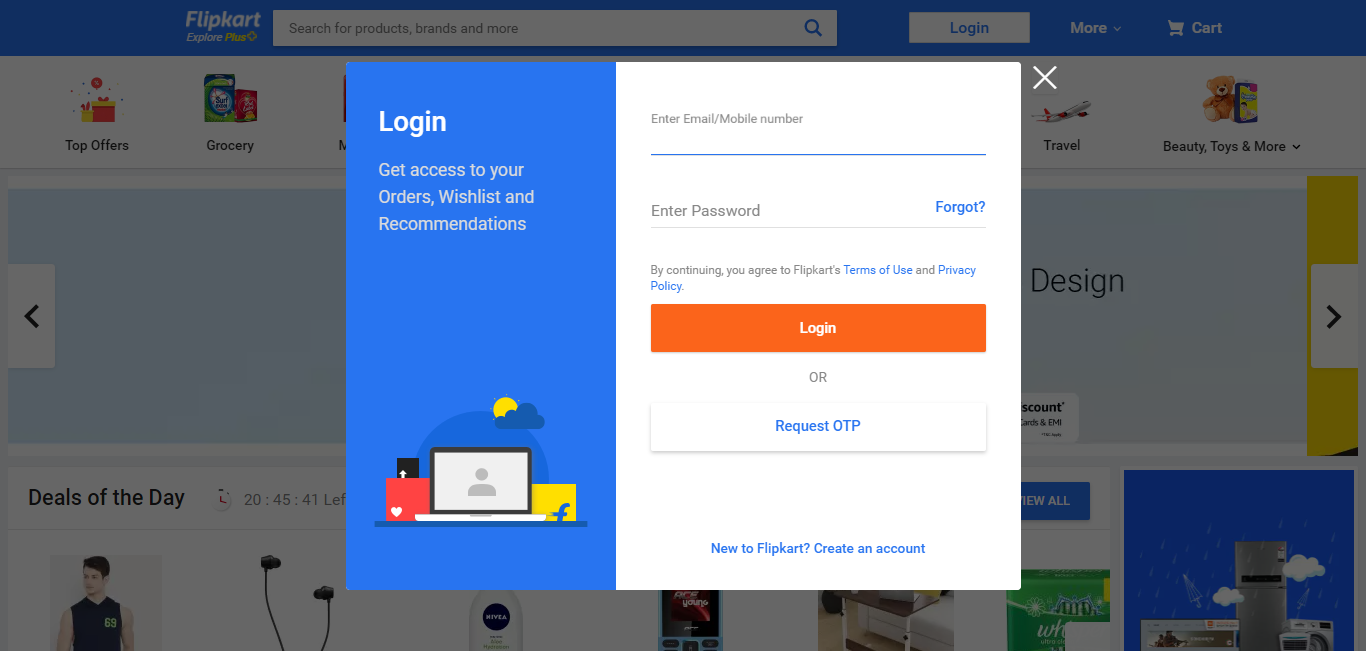 Flipkart
Explore Plus
Search for products, brands and more
Login
More
Cart
Top Offers
Grocery
Travel
Beauty, Toys & More
Login
Get access to your
Orders, Wishlist and
Recommendations
Enter Email/Mobile number
Enter Password
Forgot?
By continuing, you agree to Flipkart's Terms of Use and Privacy
Policy.
Login
OR
Request OTP
New to Flipkart? Create an account
Design
Deals of the Day
20 : 45 : 41 Lef
VIEW ALL
69
NIVEA
young